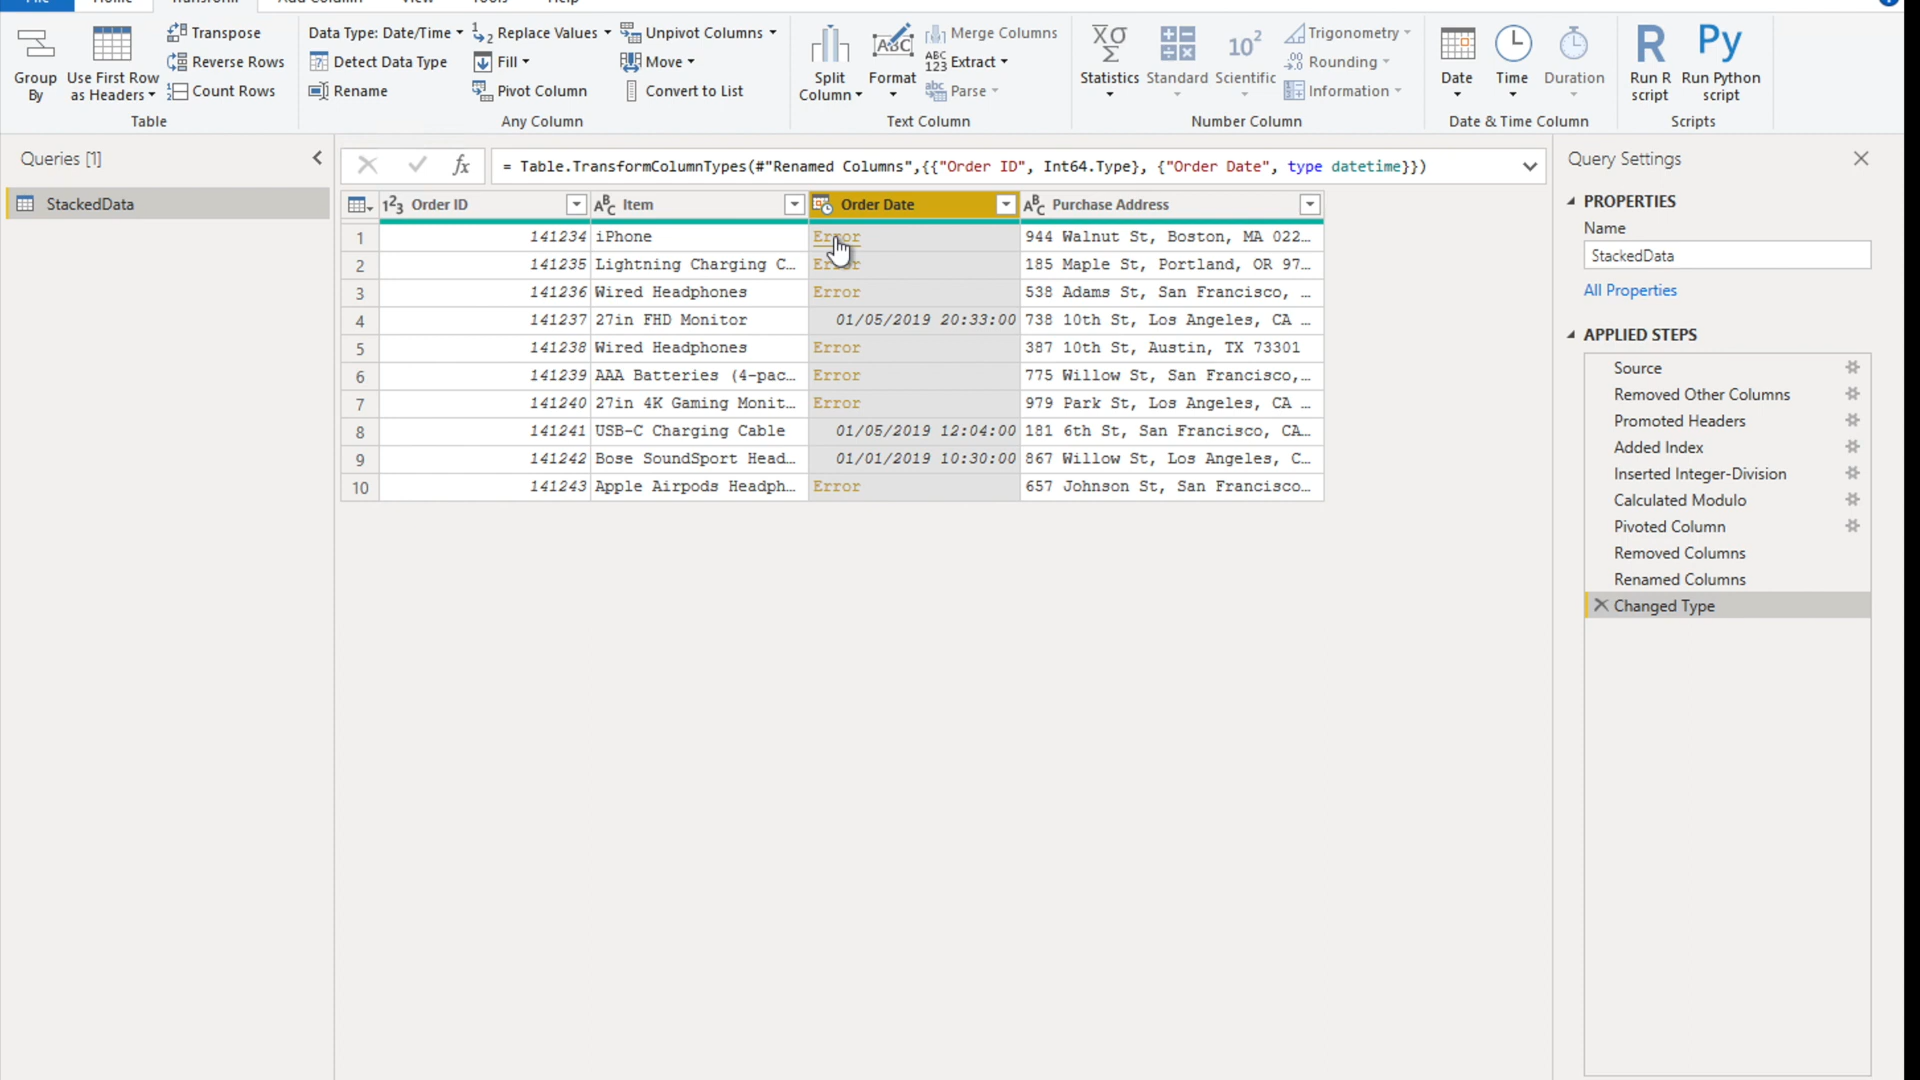 File Home Transform Add Column View Tools Help
Group By
Use First Row as Headers
Transpose
Reverse Rows
Count Rows
Table
Data Type: Date/Time
Detect Data Type
Rename
Replace Values
Fill
Pivot Column
Unpivot Columns
Move
Convert to List
Any Column
Split Column
Format
Merge Columns
Extract
Parse
Text Column
Statistics
Standard
Scientific
Trigonometry
Rounding
Information
Number Column
Date
Time
Duration
Date & Time Column
Run R script
Run Python script
Scripts
Queries [1]
StackedData
= Table.TransformColumnTypes(#"Renamed Columns",{{"Order ID", Int64.Type}, {"Order Date", type datetime}})
Order ID Item Order Date Purchase Address
1 141234 iPhone Error 944 Walnut St, Boston, MA 022...
2 141235 Lightning Charging C... Error 185 Maple St, Portland, OR 97...
3 141236 Wired Headphones Error 538 Adams St, San Francisco, ...
4 141237 27in FHD Monitor 01/05/2019 20:33:00 738 10th St, Los Angeles, CA ...
5 141238 Wired Headphones Error 387 10th St, Austin, TX 73301
6 141239 AAA Batteries (4-pac... Error 775 Willow St, San Francisco,...
7 141240 27in 4K Gaming Monit... Error 979 Park St, Los Angeles, CA ...
8 141241 USB-C Charging Cable 01/05/2019 12:04:00 181 6th St, San Francisco, CA...
9 141242 Bose SoundSport Head... 01/01/2019 10:30:00 867 Willow St, Los Angeles, C...
10 141243 Apple Airpods Headph... Error 657 Johnson St, San Francisco...
Query Settings
PROPERTIES
Name
StackedData
All Properties
APPLIED STEPS
Source
Removed Other Columns
Promoted Headers
Added Index
Inserted Integer-Division
Calculated Modulo
Pivoted Column
Removed Columns
Renamed Columns
Changed Type